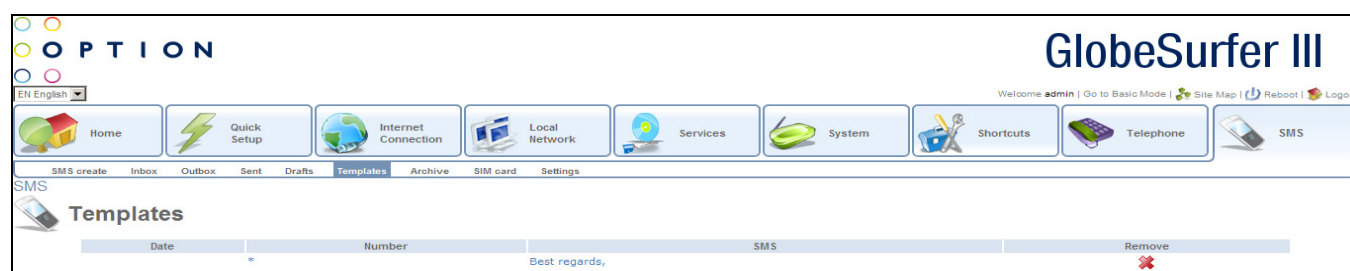 OPTION
GlobeSurfer III
EN English
Welcome admin | Go to Basic Mode | Site Map | Reboot | Logo
Home
Quick Setup
Internet Connection
Local Network
Services
System
Shortcuts
Telephone
SMS
SMS create Inbox Outbox Sent Drafts Templates Archive SIM card Settings
SMS
Templates
Date Number SMS Remove
* Best regards,